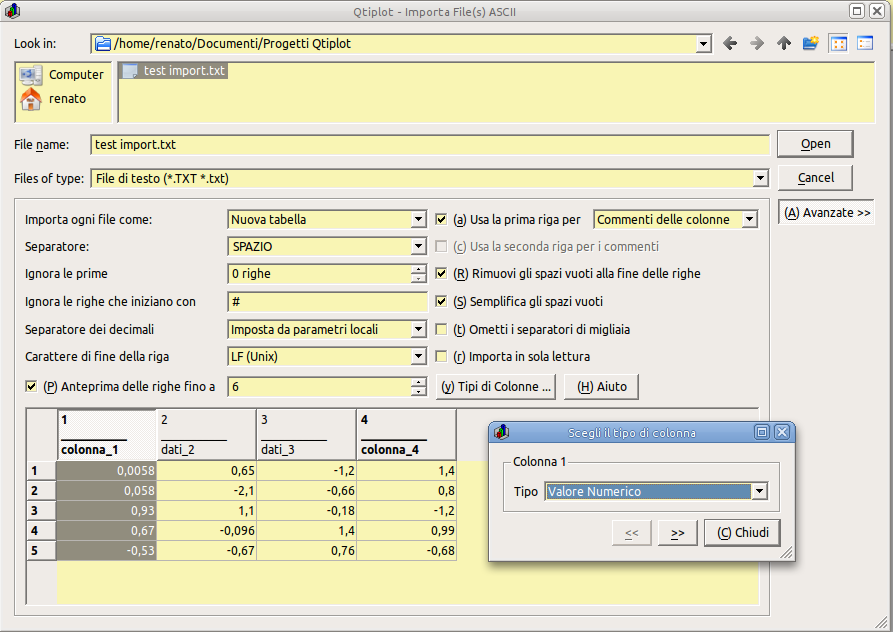 Qtiplot - Importa File(s) ASCII
Look in: /home/renato/Documenti/Progetti Qtiplot
Computer
renato
test import.txt
File name: test import.txt Open
Files of type: File di testo (*.TXT *.txt) Cancel
(A) Avanzate >>
Importa ogni file come: Nuova tabella (a) Usa la prima riga per Commenti delle colonne
Separatore: SPAZIO (c) Usa la seconda riga per i commenti
Ignora le prime 0 righe (R) Rimuovi gli spazi vuoti alla fine delle righe
Ignora le righe che iniziano con # (S) Semplifica gli spazi vuoti
Separatore dei decimali Imposta da parametri locali (t) Ometti i separatori di migliaia
Carattere di fine della riga LF (Unix) (r) Importa in sola lettura
(P) Anteprima delle righe fino a 6 (y) Tipi di Colonne ... (H) Aiuto
1 2 3 4
colonna_1 dati_2 dati_3 colonna_4
1 0,0058 0,65 -1,2 1,4
2 0,058 -2,1 -0,66 0,8
3 0,93 1,1 -0,18 -1,2
4 0,67 -0,096 1,4 0,99
5 -0,53 -0,67 0,76 -0,68
Scegli il tipo di colonna
Colonna 1
Tipo Valore Numerico
<< >> (C) Chiudi